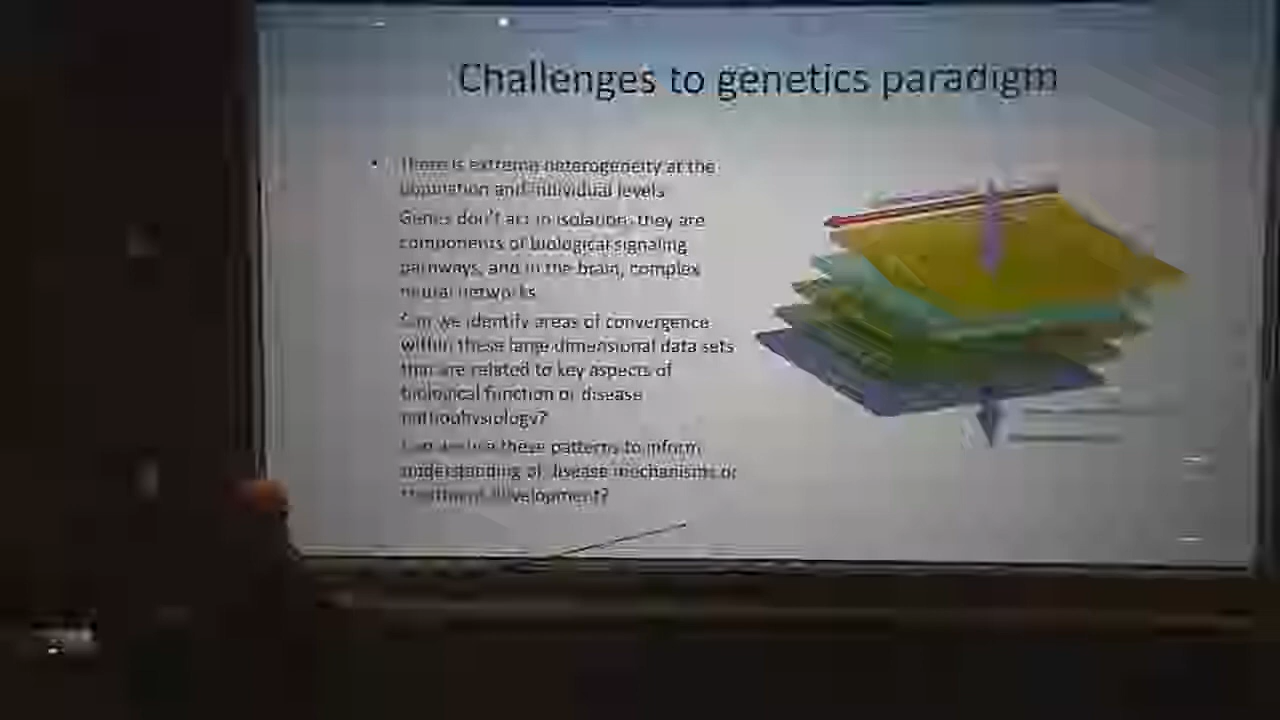 Challenges to genetics paradigm
• There is extreme heterogeneity at the
population and individual levels
Genes don't act in isolation, they are
components of biological signaling
pathways, and in the brain, complex
neural networks
Can we identify areas of convergence
within these large dimensional data sets
that are related to key aspects of
biological function or disease
pathophysiology?
Can we use these patterns to inform
understanding of disease mechanisms or
treatment development?